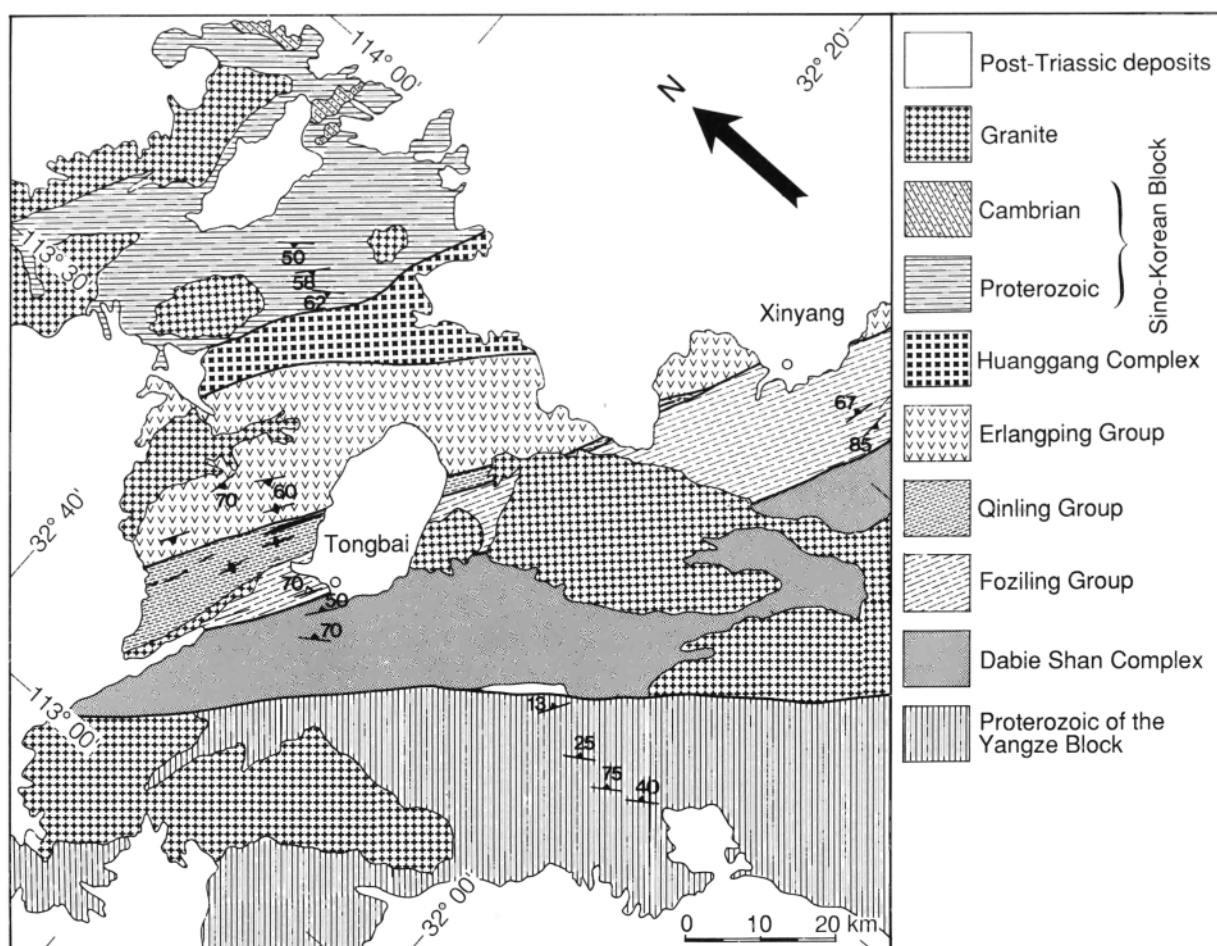 114° 00'
32° 20'
N
113° 30'
50
58
62
Xinyang
67
85
70
60
32° 40'
Tongbai
70
50
70
113° 00'
13
25
75
40
32° 00'
0 10 20 km
Post-Triassic deposits
Granite
Cambrian
Proterozoic
Sino-Korean Block
Huanggang Complex
Erlangping Group
Qinling Group
Foziling Group
Dabie Shan Complex
Proterozoic of the
Yangze Block